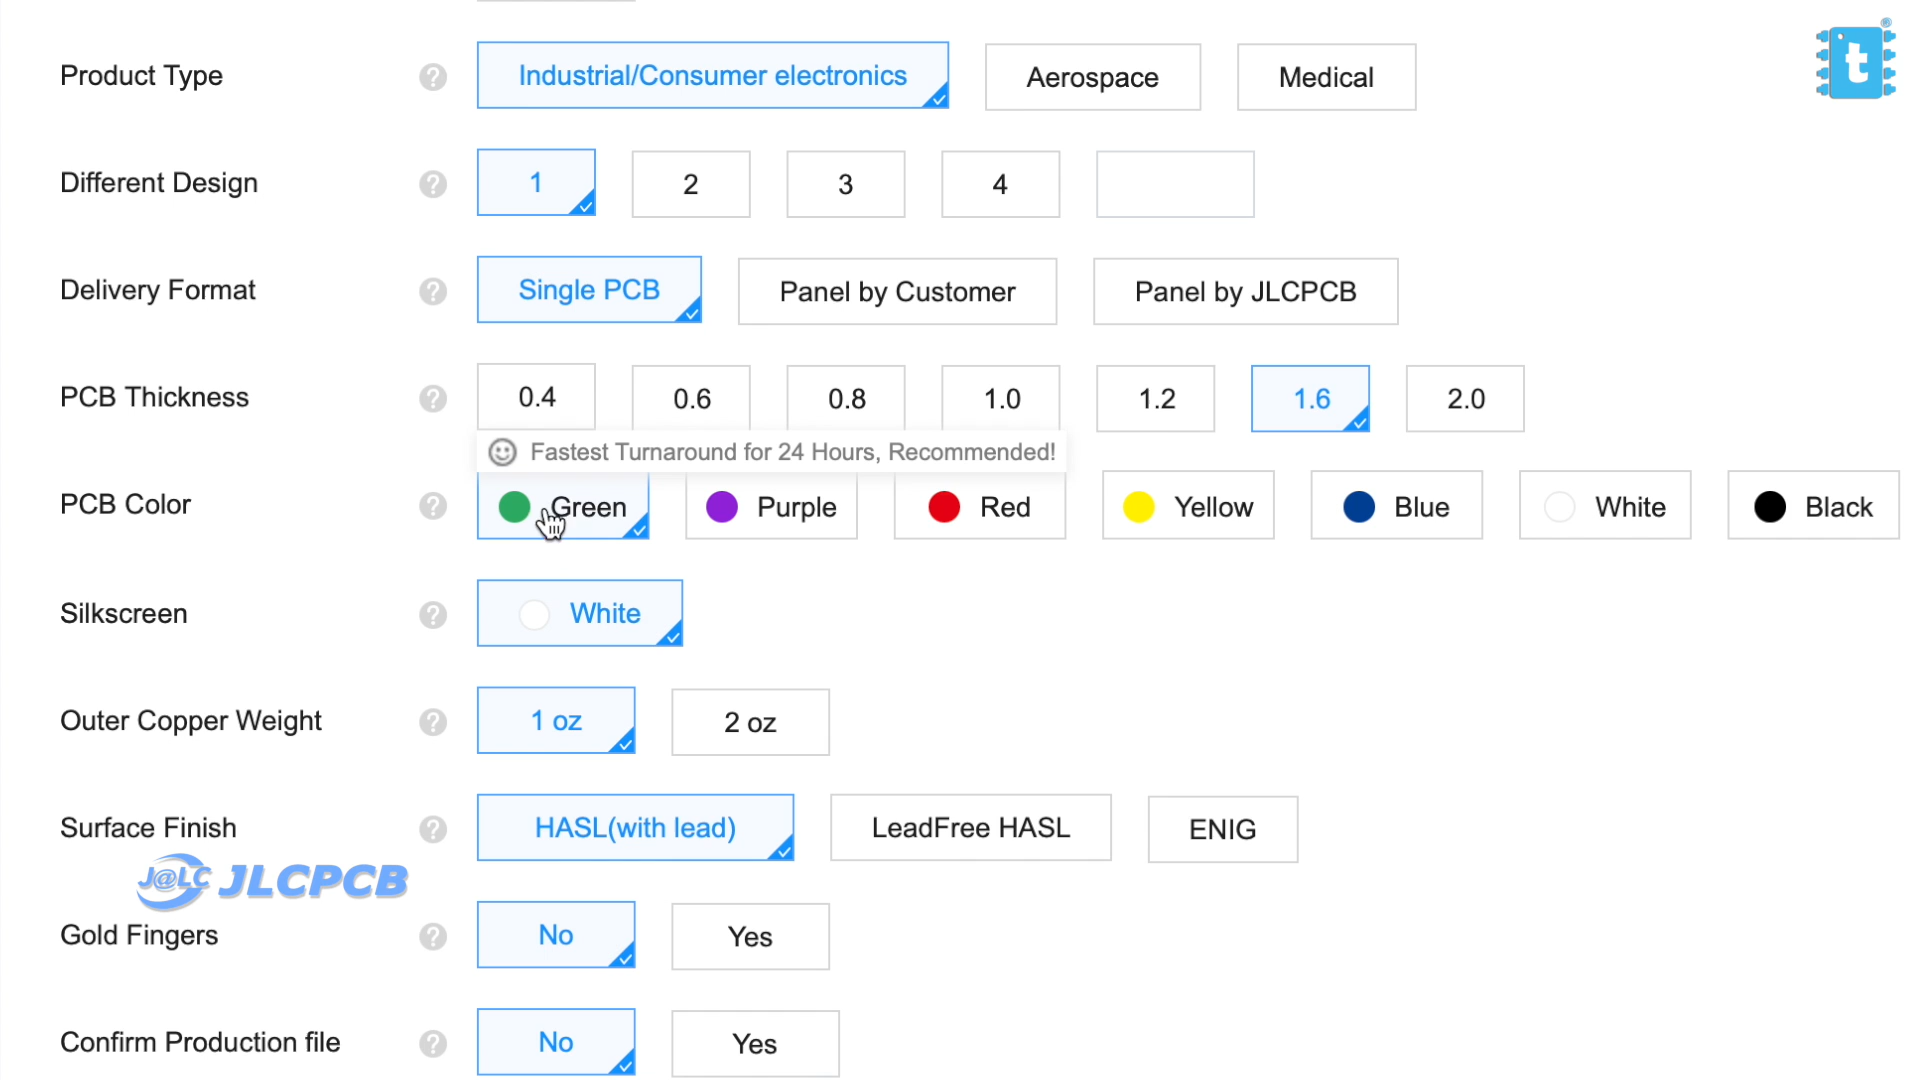 Product Type ? Industrial/Consumer electronics Aerospace Medical
t ®
Different Design ? 1 2 3 4
Delivery Format ? Single PCB Panel by Customer Panel by JLCPCB
PCB Thickness ? 0.4 0.6 0.8 1.0 1.2 1.6 2.0
Fastest Turnaround for 24 Hours, Recommended!
PCB Color ? Green Purple Red Yellow Blue White Black
Silkscreen ? White
Outer Copper Weight ? 1 oz 2 oz
Surface Finish ? HASL(with lead) LeadFree HASL ENIG
J@LC JLCPCB
Gold Fingers ? No Yes
Confirm Production file ? No Yes